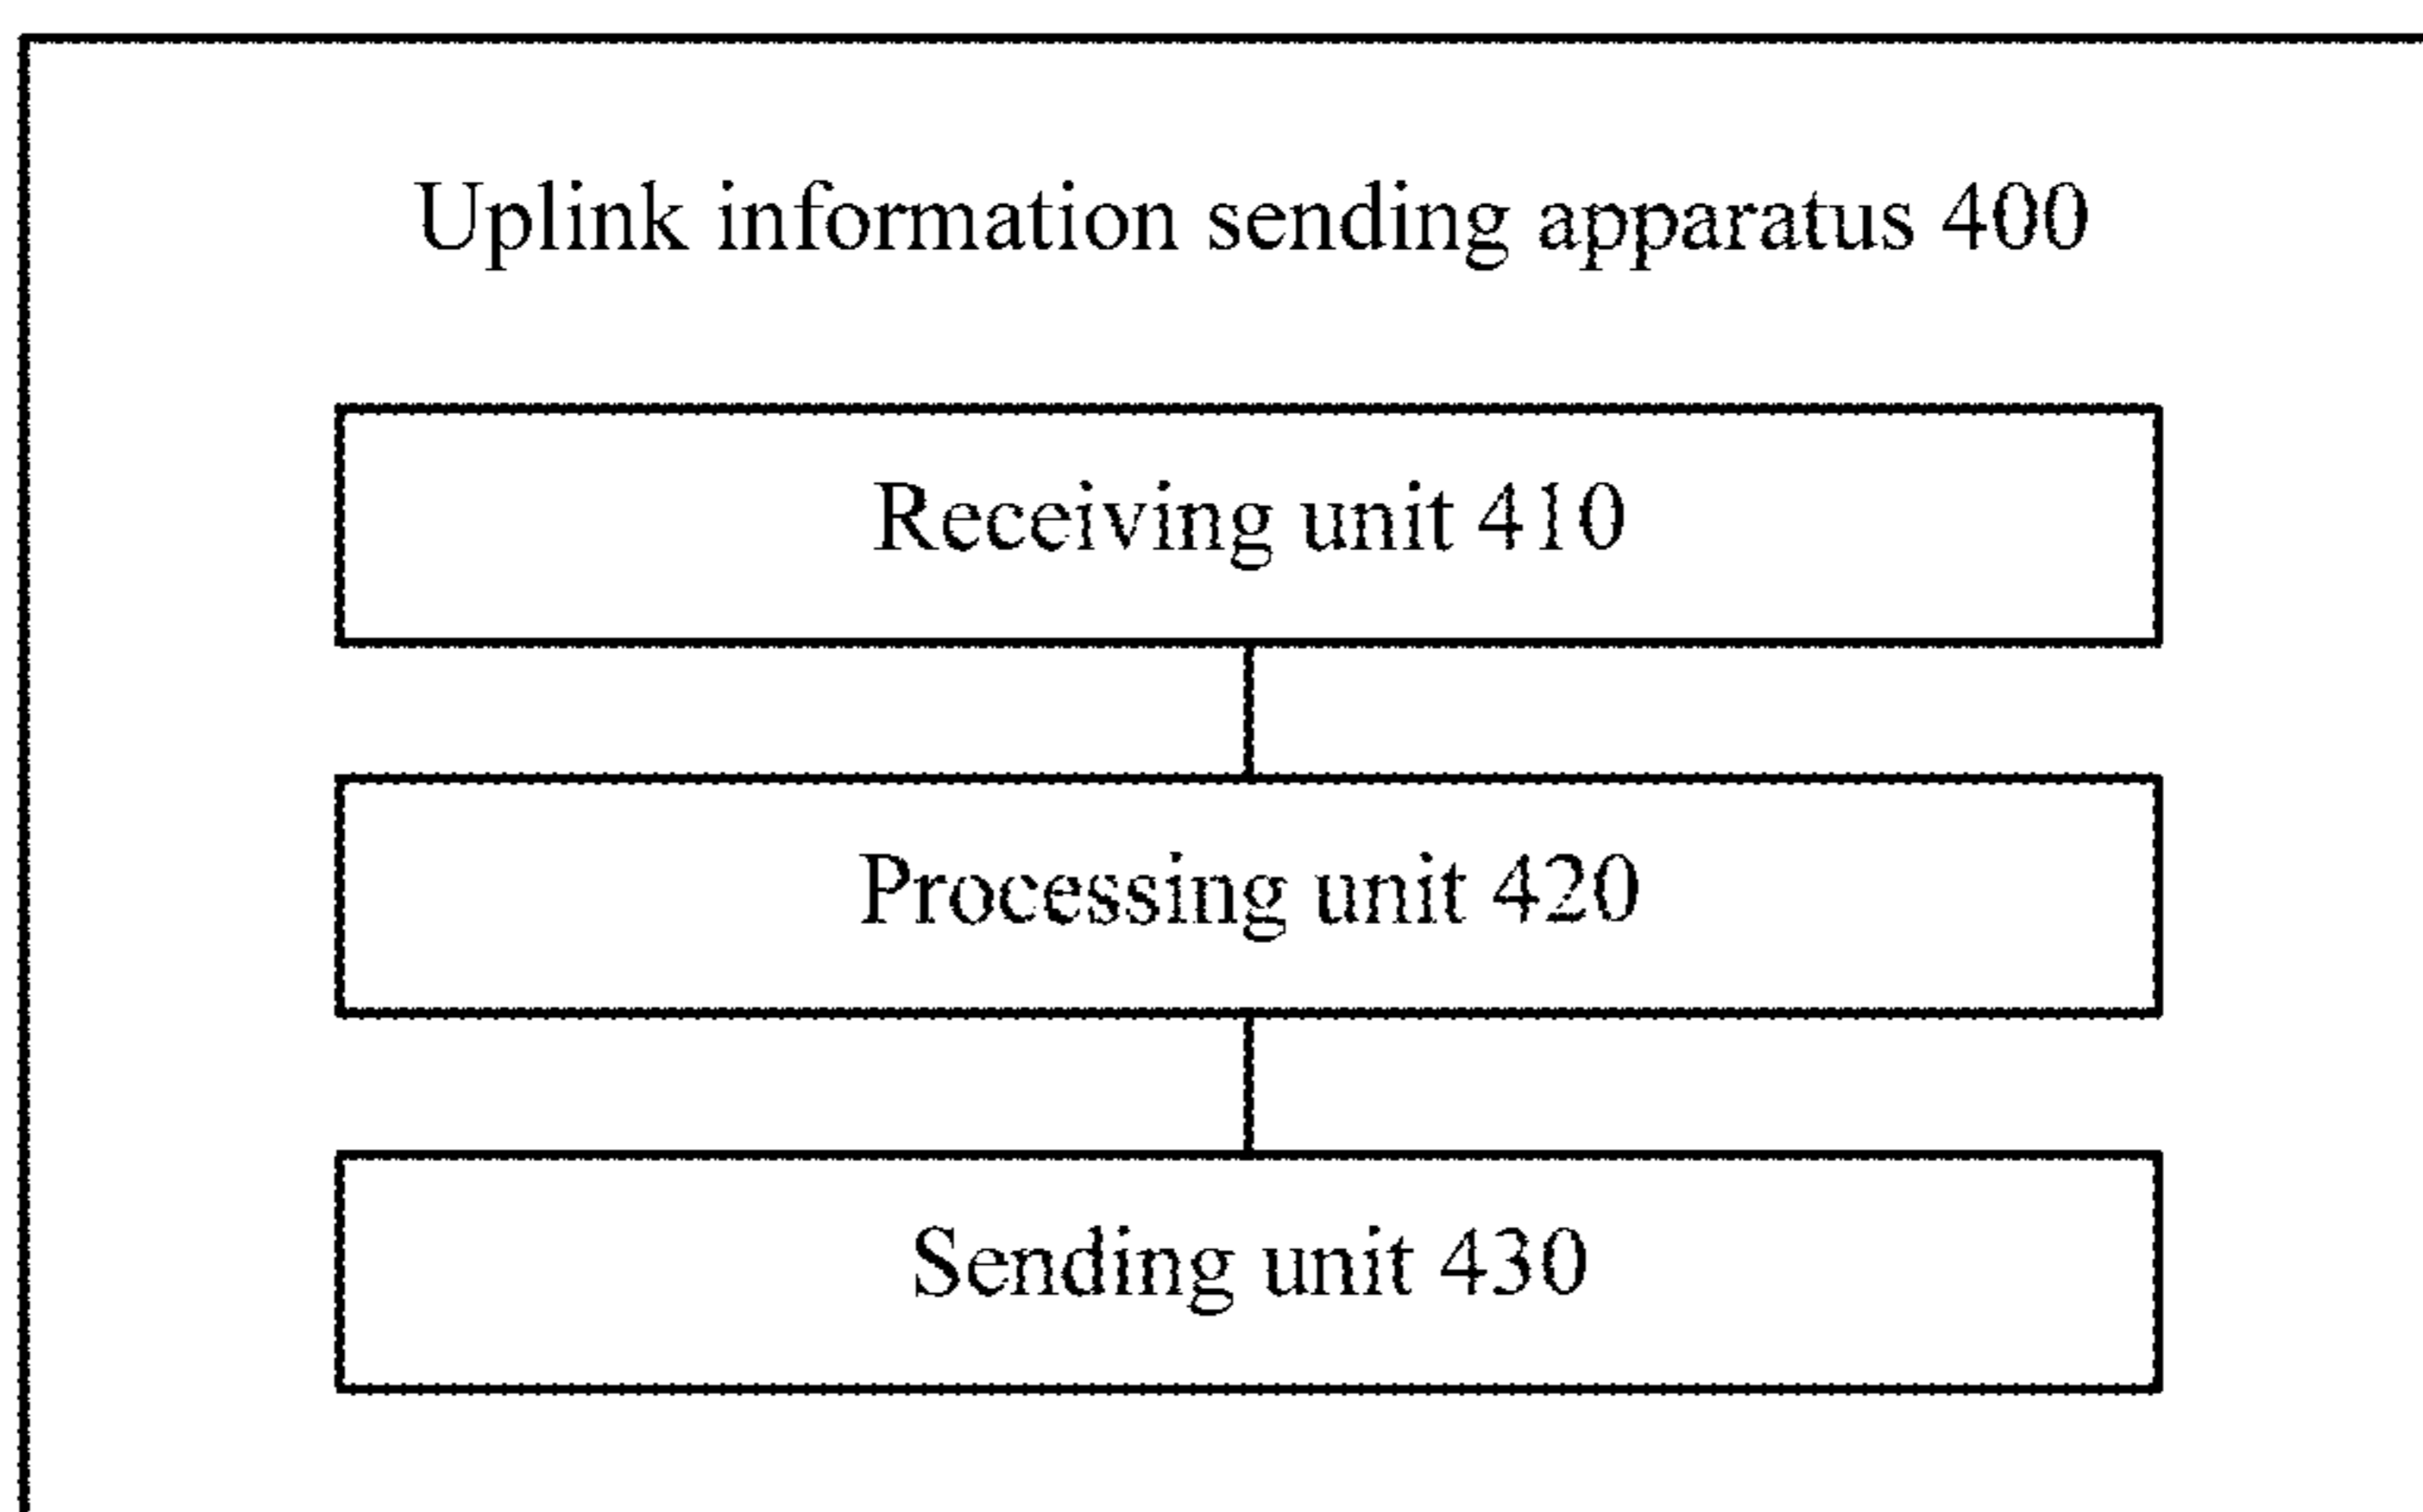 Uplink information sending apparatus 400
Receiving unit 410
Processing unit 420
Sending unit 430